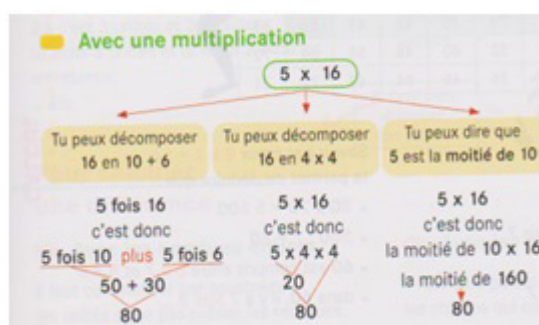 Avec une multiplication
5 x 16
Tu peux décomposer
16 en 10 + 6
5 fois 16
c'est donc
5 fois 10 plus 5 fois 6
50 + 30
80
Tu peux décomposer
16 en 4 x 4
5 x 16
c'est donc
5 x 4 x 4
20
80
Tu peux dire que
5 est la moitié de 10
5 x 16
c'est donc
la moitié de 10 x 16
la moitié de 160
80